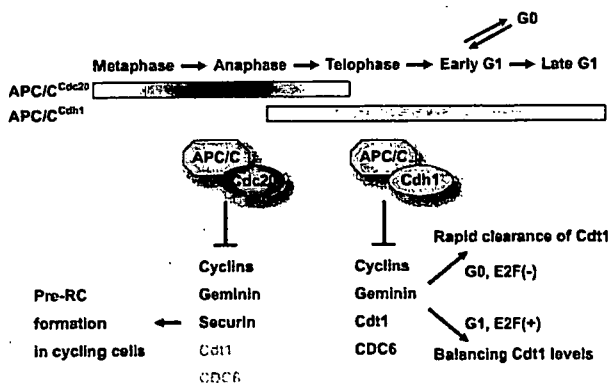 G0
Metaphase → Anaphase → Telophase → Early G1 → Late G1
APC/C^Cdc20
APC/C^Cdh1
APC/C
Cdc20
APC/C
Cdh1
Rapid clearance of Cdt1
Cyclins
Cyclins
G0, E2F(-)
Pre-RC
Geminin
Geminin
formation
Securin
Cdt1
G1, E2F(+)
in cycling cells
Cdt1
CDC6
Balancing Cdt1 levels
CDC6